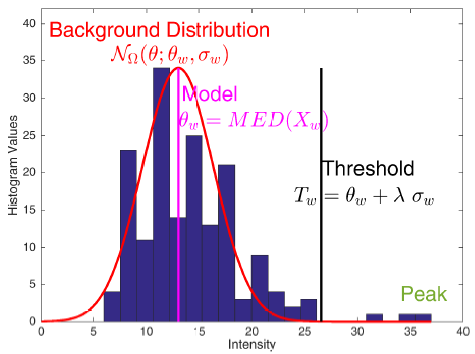 Background Distribution
𝒩_Ω(θ; θ_w, σ_w)
Model
θ_w = MED(X_w)
Threshold
T_w = θ_w + λ σ_w
Peak
Histogram Values
40
35
30
25
20
15
10
5
0
0 5 10 15 20 25 30 35 40
Intensity